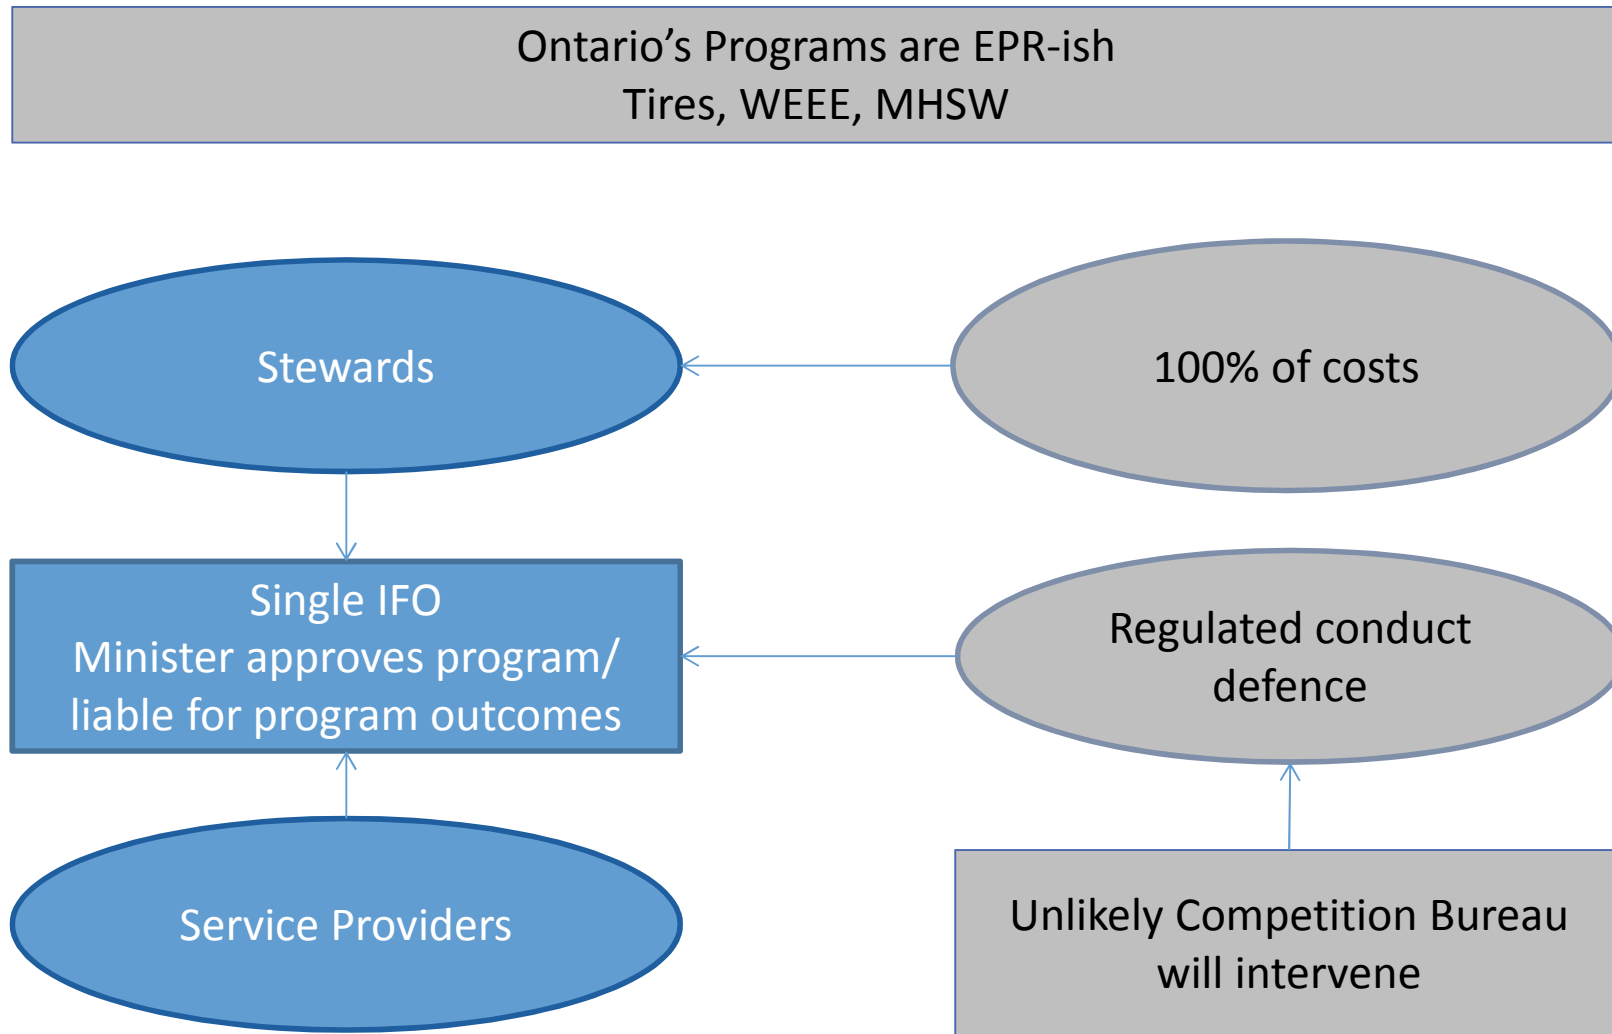 Ontario’s Programs are EPR-ish
Tires, WEEE, MHSW
Stewards
100% of costs
Single IFO
Minister approves program/
liable for program outcomes
Regulated conduct
defence
Service Providers
Unlikely Competition Bureau
will intervene